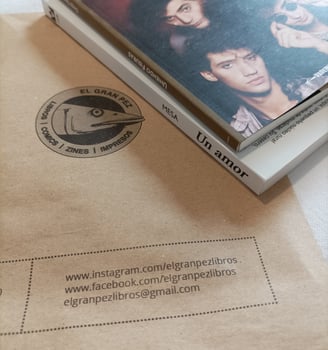 EL GRAN PEZ
LIBROS | COMICS | ZINES | IMPRESOS
MESA
Un amor
www.instagram.com/elgranpezlibros
www.facebook.com/elgranpezlibros
elgranpezlibros@gmail.com